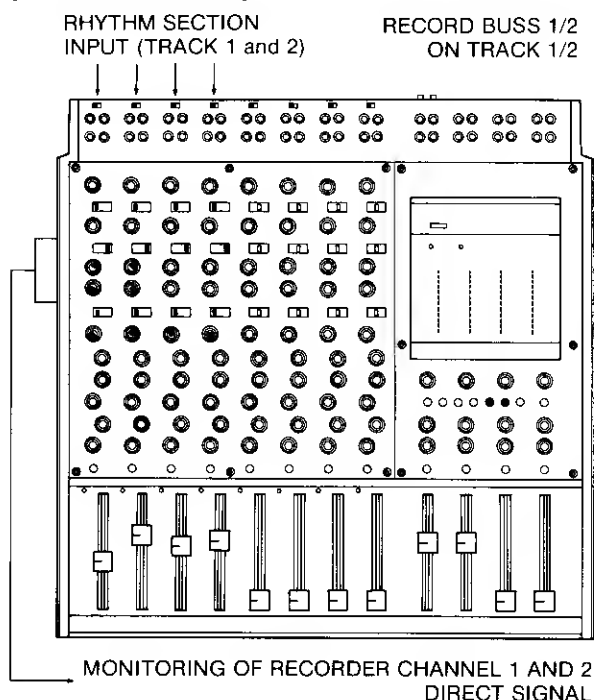 RHYTHM SECTION
INPUT (TRACK 1 and 2)
RECORD BUSS 1/2
ON TRACK 1/2
MONITORING OF RECORDER CHANNEL 1 AND 2
DIRECT SIGNAL